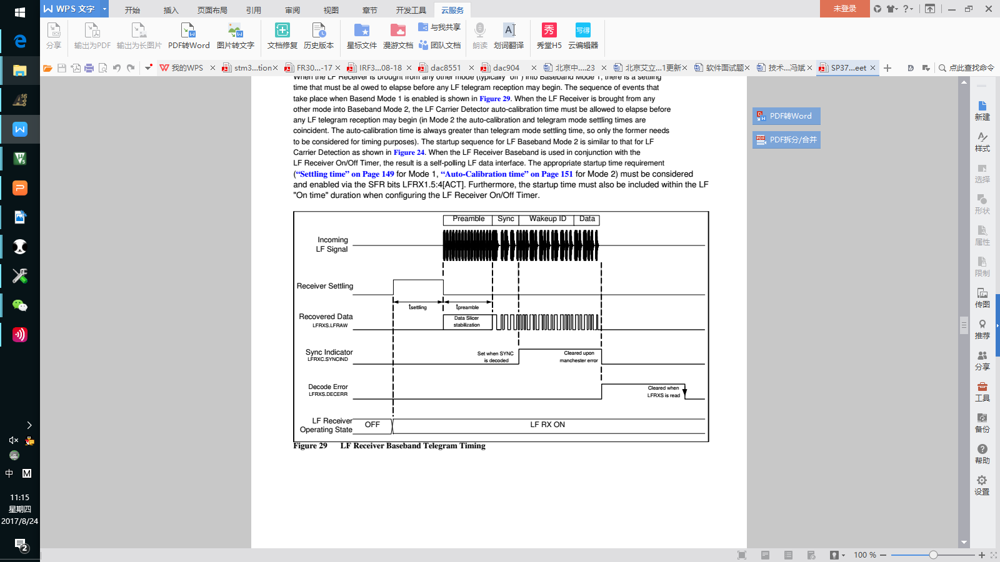 WPS 文字
开始
插入
页面布局
引用
审阅
视图
章节
开发工具
云服务
未登录
分享
输出为PDF
输出为长图片
PDF转Word
图片转文字
文档修复
历史版本
星标文件
漫游文档
与我共享
团队文档
朗读
划词翻译
秀堂H5
云编辑器
我的WPS
stm3...tion
FR30...-17
IRF3...08-18
dac8551
dac904
北京中....23
北京艾立...1更新
软件面试题
技术...冯斌
SP37...eet
点此查找命令
When the LF Receiver is brought from any other mode (typically "off") into Baseband Mode 1, there is a settling
time that must be al owed to elapse before any LF telegram reception may begin. The sequence of events that
take place when Basend Mode 1 is enabled is shown in Figure 29. When the LF Receiver is brought from any
other mode into Baseband Mode 2, the LF Carrier Detector auto-calibration time must be allowed to elapse before
any LF telegram reception may begin (in Mode 2 the auto-calibration and telegram mode settling times are
coincident. The auto-calibration time is always greater than telegram mode settling time, so only the former needs
to be considered for timing purposes). The startup sequence for LF Baseband Mode 2 is similar to that for LF
Carrier Detection as shown in Figure 24. When the LF Receiver Baseband is used in conjunction with the
LF Receiver On/Off Timer, the result is a self-polling LF data interface. The appropriate startup time requirement
(“Settling time” on Page 149 for Mode 1, “Auto-Calibration time” on Page 151 for Mode 2) must be considered
and enabled via the SFR bits LFRX1.5:4[ACT]. Furthermore, the startup time must also be included within the LF
"On time" duration when configuring the LF Receiver On/Off Timer.
Preamble
Sync
Wakeup ID
Data
Incoming
LF Signal
Receiver Settling
tsettling
tpreamble
Recovered Data
LFRXS.LFRAW
Data Slicer
stabilization
Sync Indicator
LFRXC.SYNCIND
Set when SYNC
is decoded
Cleared upon
manchester error
Decode Error
LFRXS.DECERR
Cleared when
LFRXS is read
LF Receiver
Operating State
OFF
LF RX ON
Figure 29 LF Receiver Baseband Telegram Timing
PDF转Word
PDF拆分/合并
新建
样式
选择
形状
属性
限制
传图
推荐
分享
工具
备份
帮助
设置
中
M
11:15
星期四
2017/8/24
2
100 %